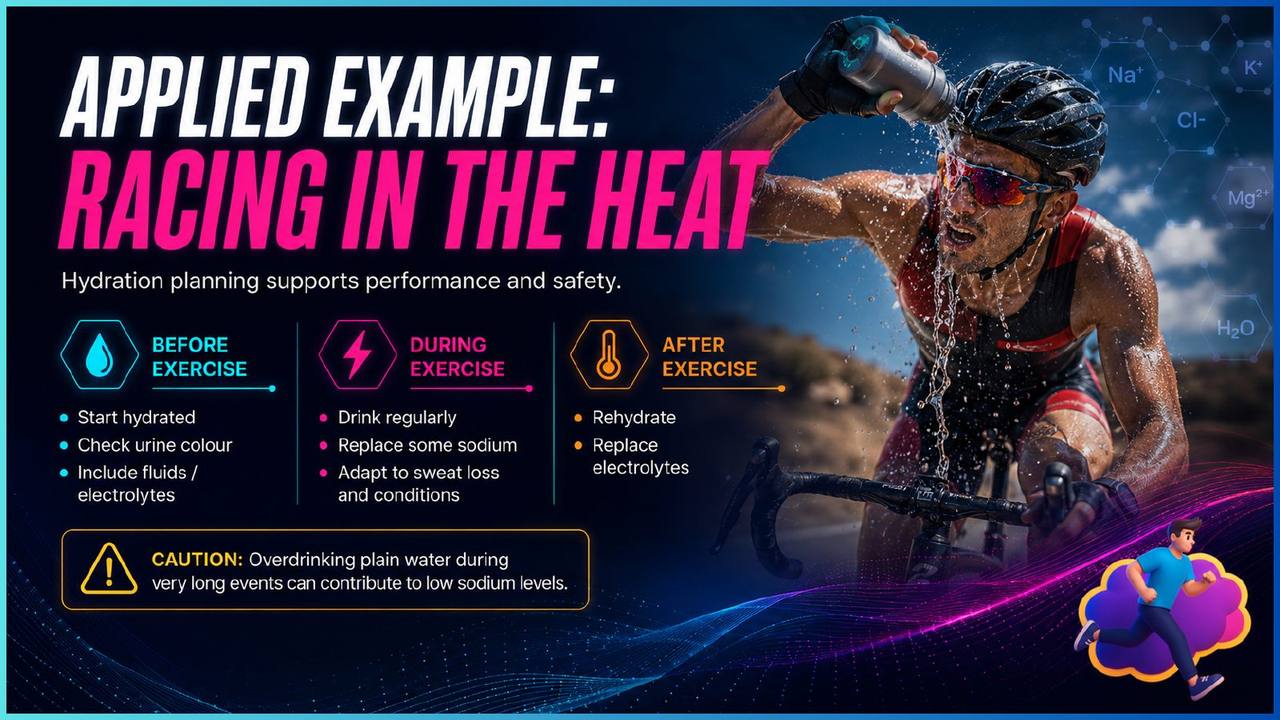 APPLIED EXAMPLE:
RACING IN THE HEAT
Hydration planning supports performance and safety.
BEFORE
EXERCISE
Start hydrated
Check urine colour
Include fluids /
electrolytes
DURING
EXERCISE
Drink regularly
Replace some sodium
Adapt to sweat loss
and conditions
AFTER
EXERCISE
Rehydrate
Replace
electrolytes
CAUTION: Overdrinking plain water during
very long events can contribute to low sodium levels.
Na⁺
K⁺
Cl-
Mg²⁺
H₂O